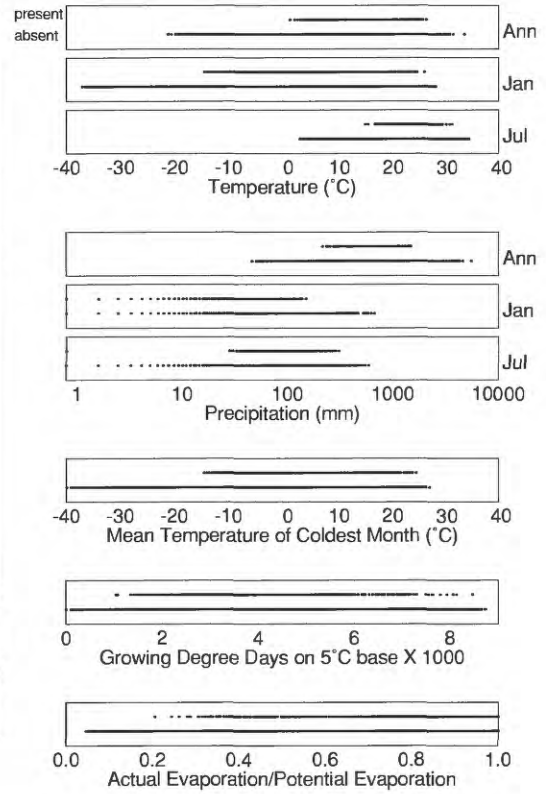 present
absent
Ann
Jan
Jul
-40 -30 -20 -10 0 10 20 30 40
Temperature (°C)
Ann
Jan
Jul
1 10 100 1000 10000
Precipitation (mm)
-40 -30 -20 -10 0 10 20 30 40
Mean Temperature of Coldest Month (°C)
0 2 4 6 8
Growing Degree Days on 5°C base X 1000
0.0 0.2 0.4 0.6 0.8 1.0
Actual Evaporation/Potential Evaporation